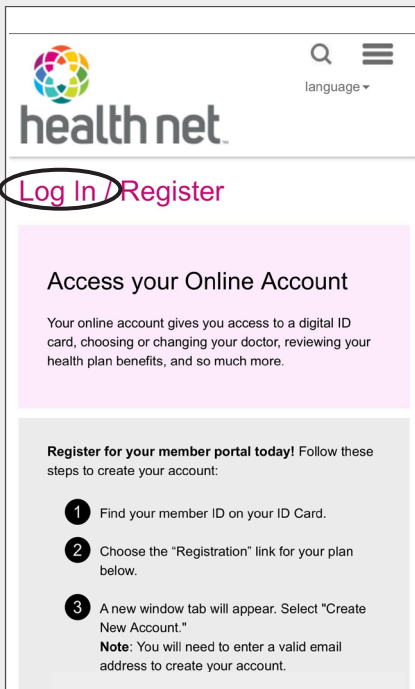 language
health net
Log In / Register
Access your Online Account
Your online account gives you access to a digital ID
card, choosing or changing your doctor, reviewing your
health plan benefits, and so much more.
Register for your member portal today! Follow these
steps to create your account:
1 Find your member ID on your ID Card.
2 Choose the “Registration” link for your plan
below.
3 A new window tab will appear. Select "Create
New Account."
Note: You will need to enter a valid email
address to create your account.